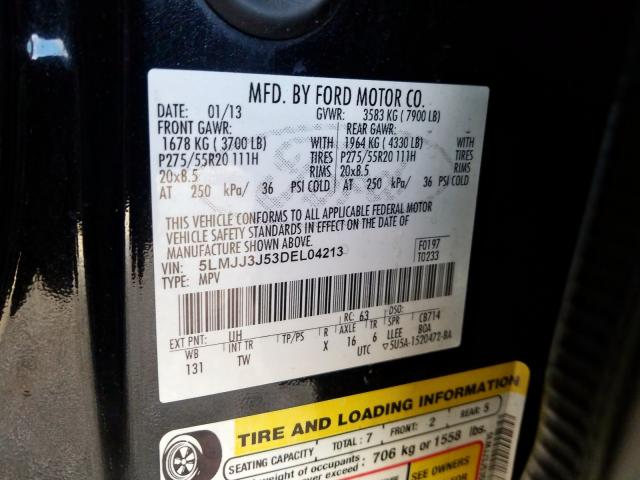 MFD. BY FORD MOTOR CO.
DATE: 01/13 GVWR: 3583 KG ( 7900 LB)
FRONT GAWR: REAR GAWR:
1678 KG ( 3700 LB) WITH 1964 KG ( 4330 LB) WITH
P275/55R20 111H TIRES P275/55R20 111H TIRES
20x8.5 RIMS 20x8.5 RIMS
AT 250 kPa/ 36 PSI COLD AT 250 kPa/ 36 PSI COLD
THIS VEHICLE CONFORMS TO ALL APPLICABLE FEDERAL MOTOR
VEHICLE SAFETY STANDARDS IN EFFECT ON THE DATE OF
MANUFACTURE SHOWN ABOVE.
VIN: 5LMJJ3J53DEL04213 F0197
TYPE: MPV T0233
RC: 63 DSO:
EXT PNT: UH CB714
WB INT TR TP/PS R AXLE TR SPR BOA
131 TW X 16 6 LLEE
UTC ▽5U5A-1520472-BA
TIRE AND LOADING INFORMATION
SEATING CAPACITY TOTAL: 7 FRONT: 2 REAR: 5
weight of occupants 706 kg or 1558 lbs.
SEE OWNERS